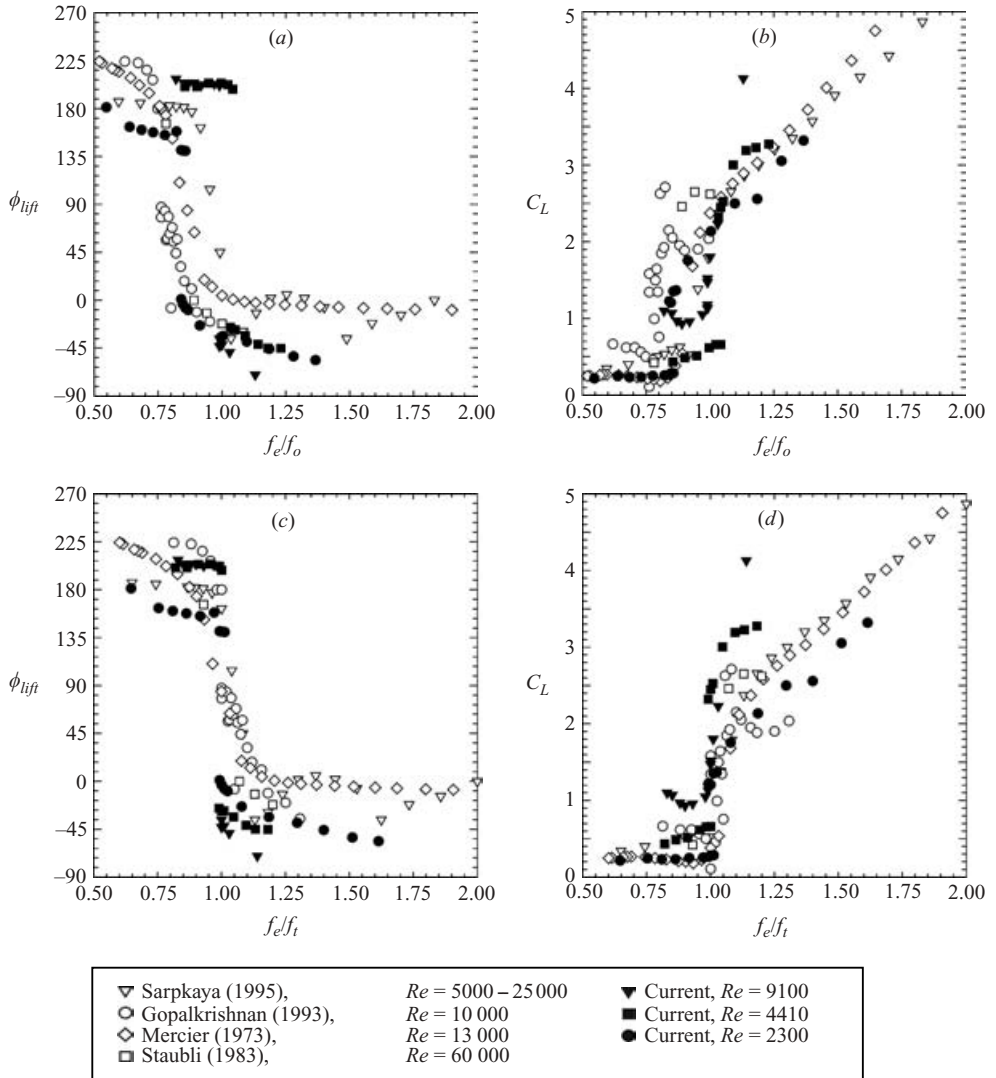 270
225
180
135
90
45
0
–45
–90
ϕlift
(a)
0.50 0.75 1.00 1.25 1.50 1.75 2.00
fe/fo
5
4
3
2
1
0
CL
(b)
0.50 0.75 1.00 1.25 1.50 1.75 2.00
fe/fo
270
225
180
135
90
45
0
–45
–90
ϕlift
(c)
0.50 0.75 1.00 1.25 1.50 1.75 2.00
fe/ft
5
4
3
2
1
0
CL
(d)
0.50 0.75 1.00 1.25 1.50 1.75 2.00
fe/ft
Sarpkaya (1995), Re = 5000 – 25 000 Current, Re = 9100
Gopalkrishnan (1993), Re = 10 000 Current, Re = 4410
Mercier (1973), Re = 13 000 Current, Re = 2300
Staubli (1983), Re = 60 000